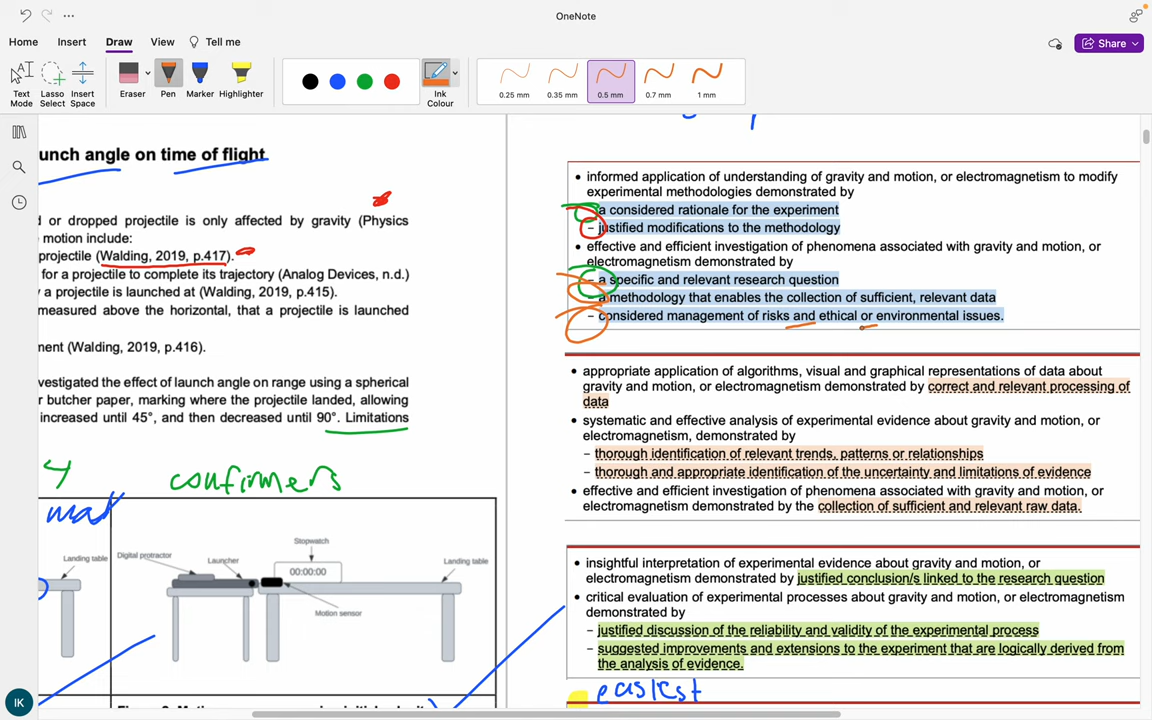 OneNote
Home Insert Draw View Tell me
Share
Text Mode
Lasso Select
Insert Space
Eraser
Pen
Marker
Highlighter
Ink Colour
0.25 mm 0.35 mm 0.5 mm 0.7 mm 1 mm
unch angle on time of flight
d or dropped projectile is only affected by gravity (Physics
motion include:
projectile (Walding, 2019, p.417).
for a projectile to complete its trajectory (Analog Devices, n.d.)
a projectile is launched at (Walding, 2019, p.415).
measured above the horizontal, that a projectile is launched
ment (Walding, 2019, p.416).
vestigated the effect of launch angle on range using a spherical
r butcher paper, marking where the projectile landed, allowing
increased until 45°, and then decreased until 90°. Limitations
4 confirmers
mat
Landing table
Digital protractor
Launcher
Stopwatch
00:00:00
Landing table
Motion sensor
IK
• informed application of understanding of gravity and motion, or electromagnetism to modify
experimental methodologies demonstrated by
– a considered rationale for the experiment
– justified modifications to the methodology
• effective and efficient investigation of phenomena associated with gravity and motion, or
electromagnetism demonstrated by
– a specific and relevant research question
– a methodology that enables the collection of sufficient, relevant data
– considered management of risks and ethical or environmental issues.
• appropriate application of algorithms, visual and graphical representations of data about
gravity and motion, or electromagnetism demonstrated by correct and relevant processing of
data
• systematic and effective analysis of experimental evidence about gravity and motion, or
electromagnetism, demonstrated by
– thorough identification of relevant trends, patterns or relationships
– thorough and appropriate identification of the uncertainty and limitations of evidence
• effective and efficient investigation of phenomena associated with gravity and motion, or
electromagnetism demonstrated by the collection of sufficient and relevant raw data.
• insightful interpretation of experimental evidence about gravity and motion, or
electromagnetism demonstrated by justified conclusion/s linked to the research question
• critical evaluation of experimental processes about gravity and motion, or electromagnetism
demonstrated by
– justified discussion of the reliability and validity of the experimental process
– suggested improvements and extensions to the experiment that are logically derived from
the analysis of evidence.
easiest